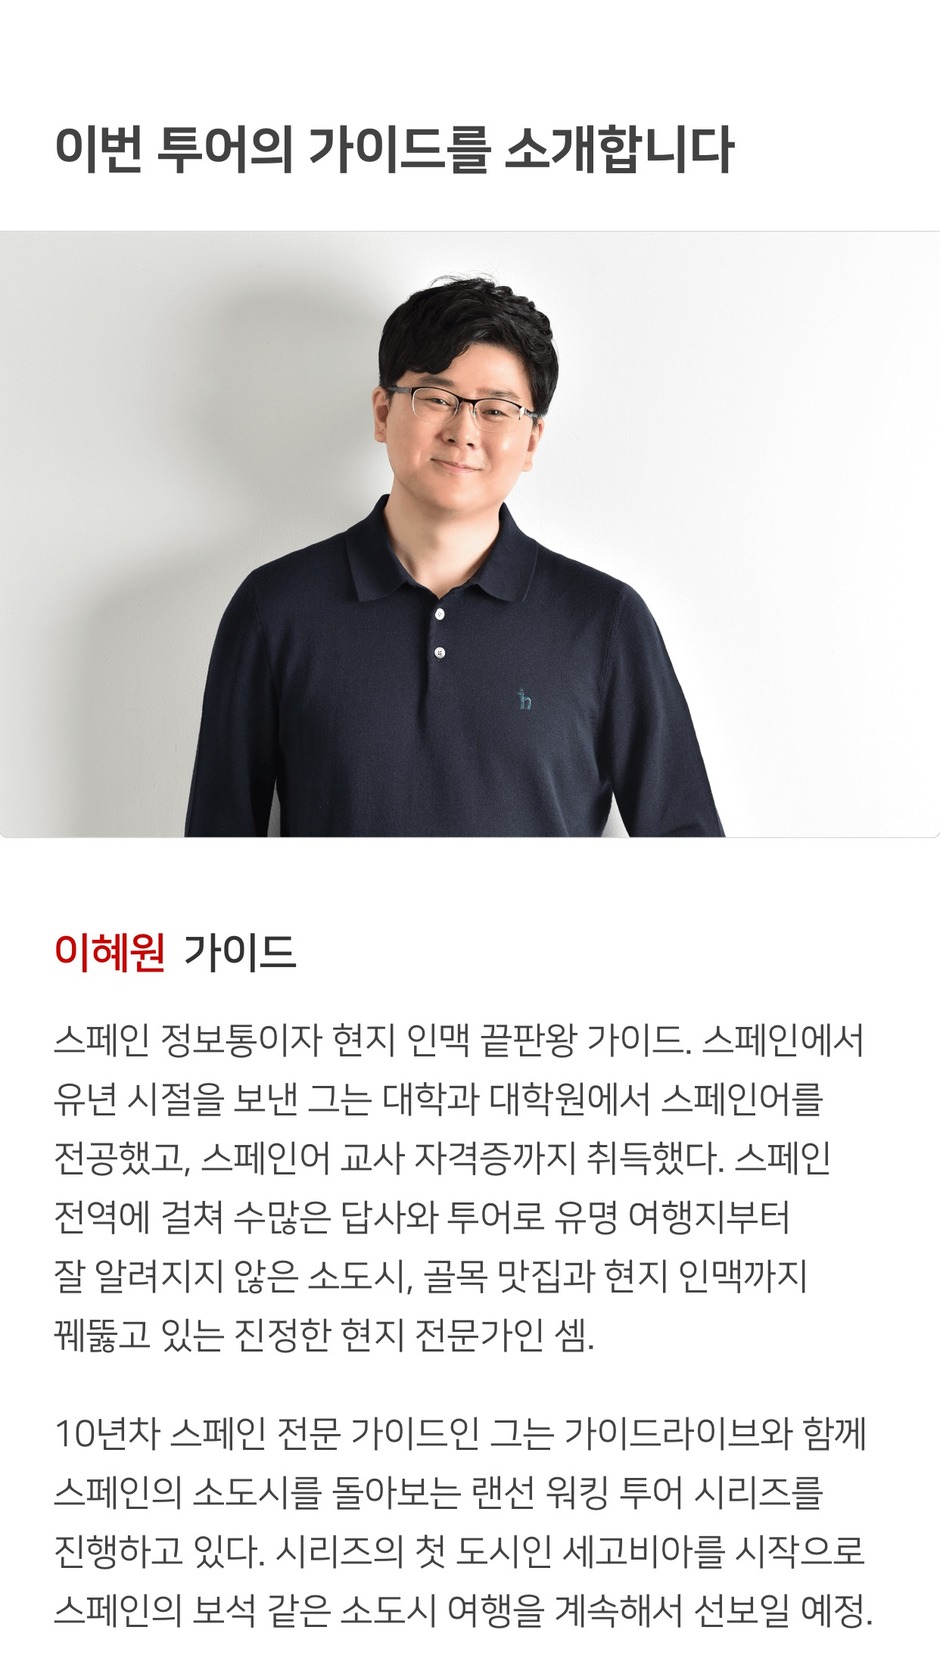 이번 투어의 가이드를 소개합니다
h
이혜원 가이드
스페인 정보통이자 현지 인맥 끝판왕 가이드. 스페인에서
유년 시절을 보낸 그는 대학과 대학원에서 스페인어를
전공했고, 스페인어 교사 자격증까지 취득했다. 스페인
전역에 걸쳐 수많은 답사와 투어로 유명 여행지부터
잘 알려지지 않은 소도시, 골목 맛집과 현지 인맥까지
꿰뚫고 있는 진정한 현지 전문가인 셈.
10년차 스페인 전문 가이드인 그는 가이드라이브와 함께
스페인의 소도시를 돌아보는 랜선 워킹 투어 시리즈를
진행하고 있다. 시리즈의 첫 도시인 세고비아를 시작으로
스페인의 보석 같은 소도시 여행을 계속해서 선보일 예정.